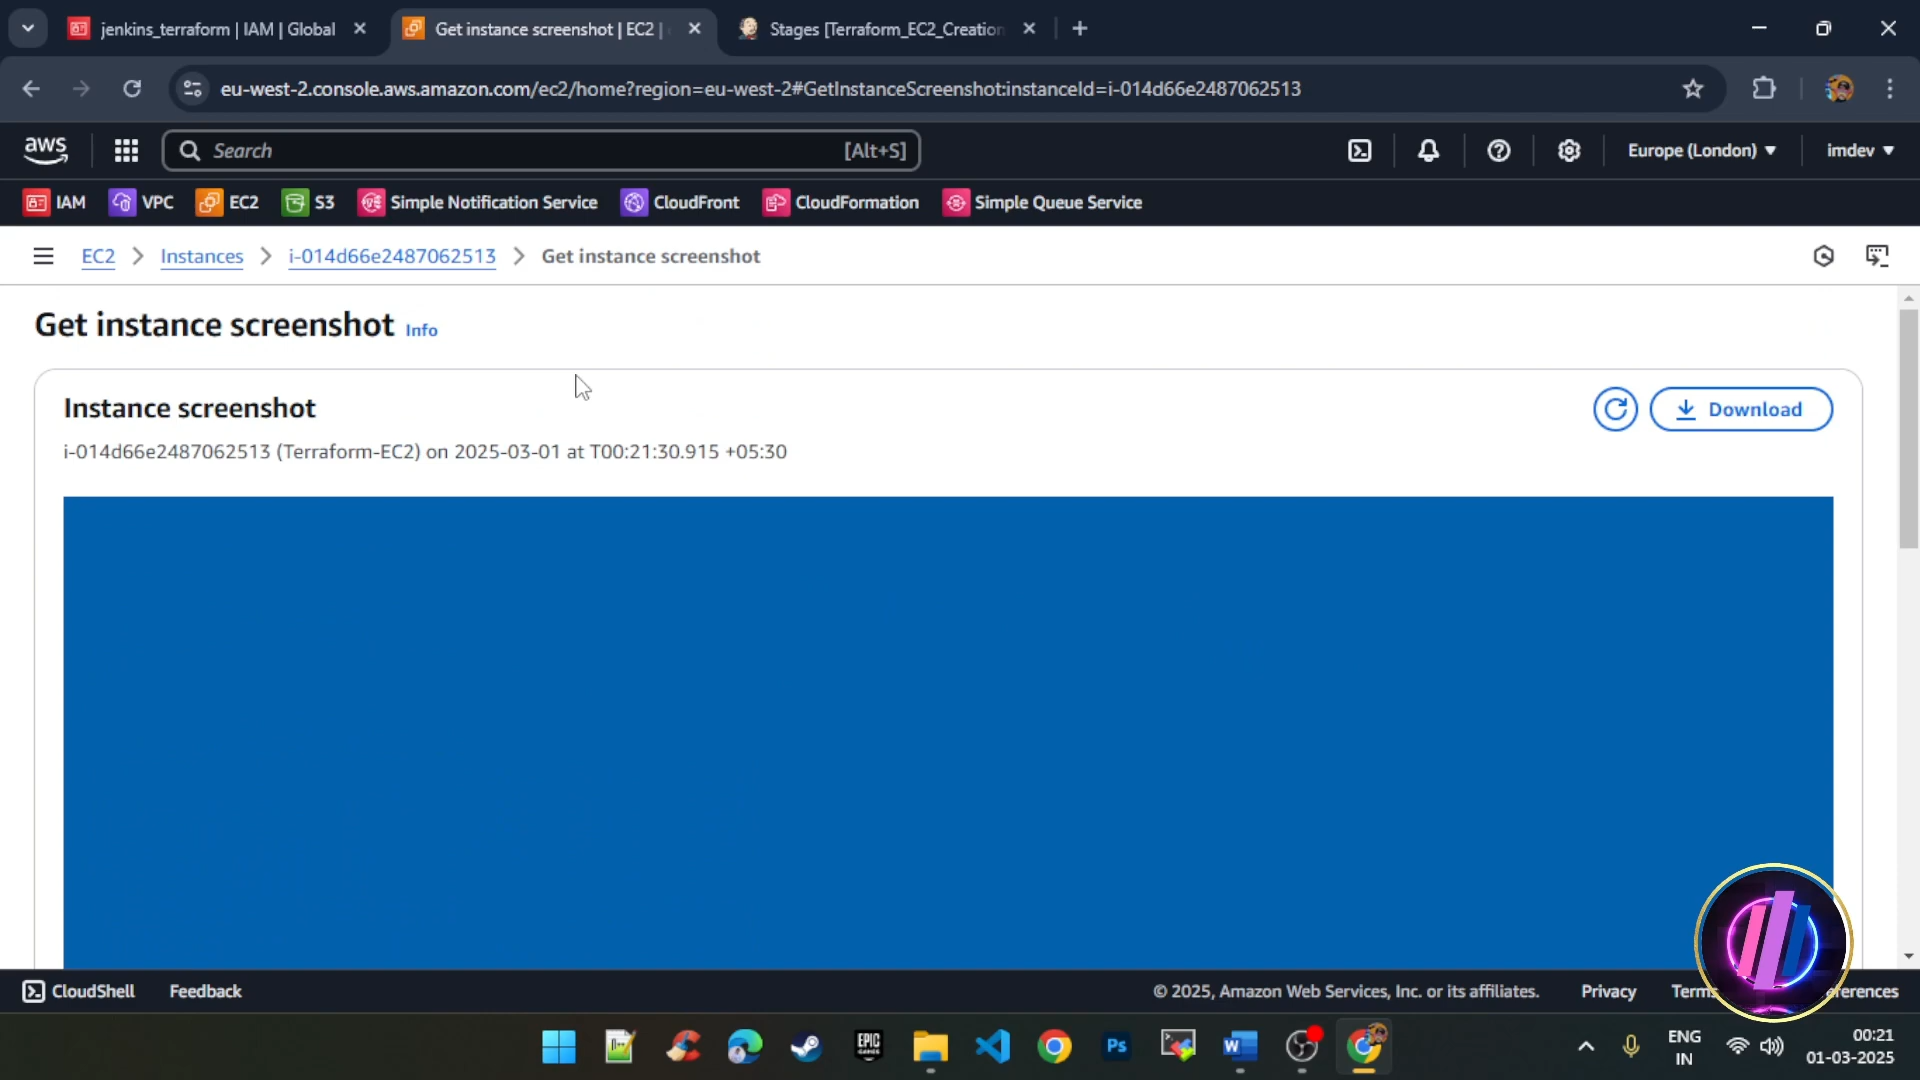 jenkins_terraform | IAM | Global
Get instance screenshot | EC2 |
Stages [Terraform_EC2_Creation
eu-west-2.console.aws.amazon.com/ec2/home?region=eu-west-2#GetInstanceScreenshot:instanceId=i-014d66e2487062513
aws
Search
[Alt+S]
Europe (London)
imdev
IAM
VPC
EC2
S3
Simple Notification Service
CloudFront
CloudFormation
Simple Queue Service
EC2
Instances
i-014d66e2487062513
Get instance screenshot
Get instance screenshot Info
Instance screenshot
Download
i-014d66e2487062513 (Terraform-EC2) on 2025-03-01 at T00:21:30.915 +05:30
CloudShell
Feedback
© 2025, Amazon Web Services, Inc. or its affiliates.
Privacy
Terms
erences
EPIC
GAMES
Ps
W
ENG
IN
00:21
01-03-2025